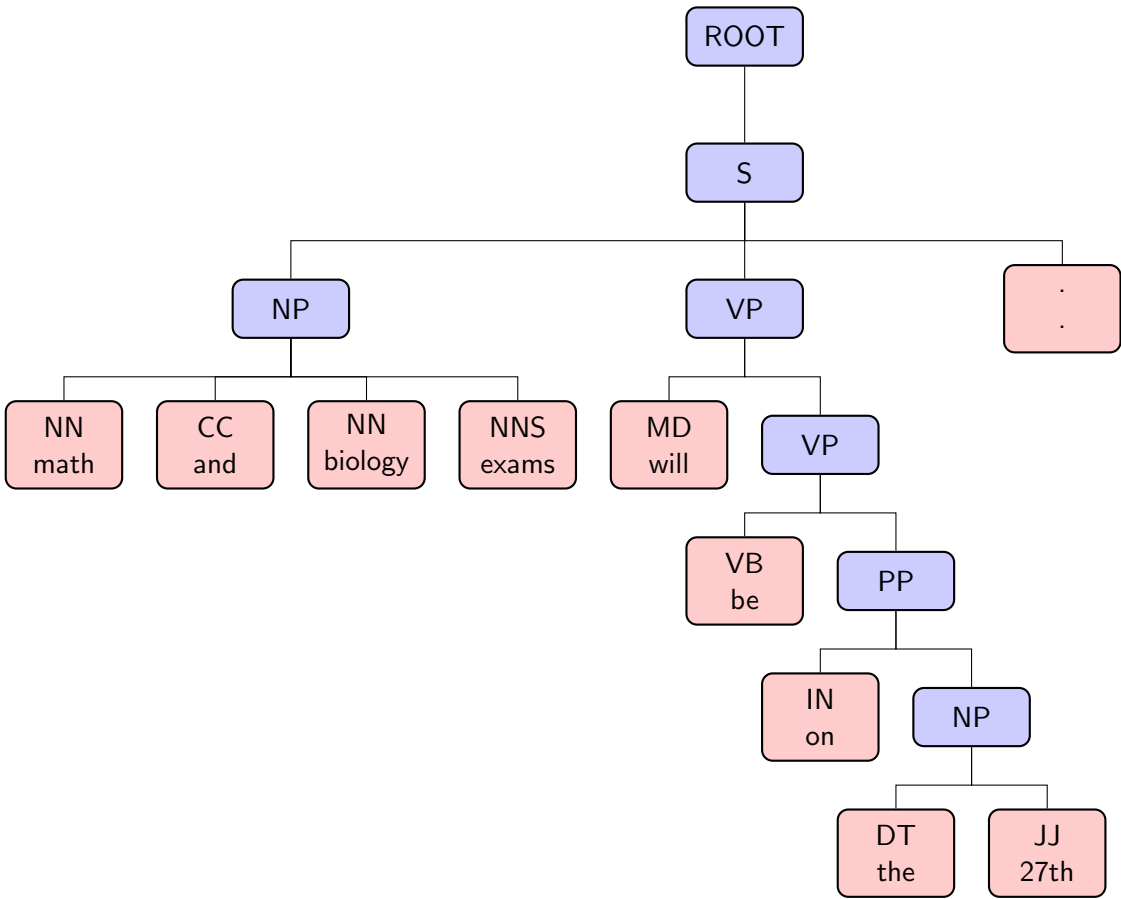 ROOT
S
NP
VP
.
.
NN
math
CC
and
NN
biology
NNS
exams
MD
will
VP
VB
be
PP
IN
on
NP
DT
the
JJ
27th